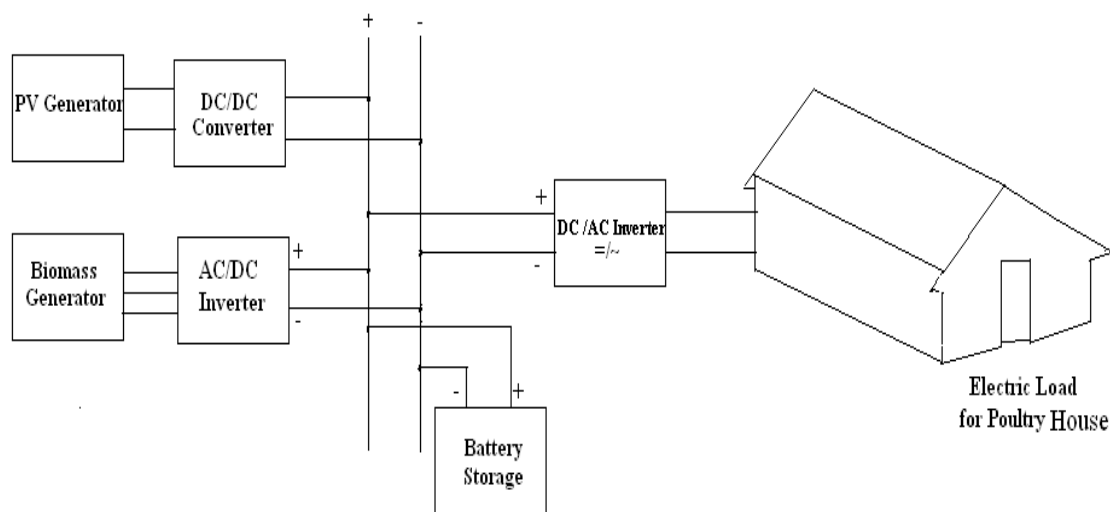 + -
PV Generator
DC/DC
Converter
+
DC /AC Inverter
=/~
-
Biomass
Generator
AC/DC
Inverter
+
-
- +
Battery
Storage
Electric Load
for Poultry House